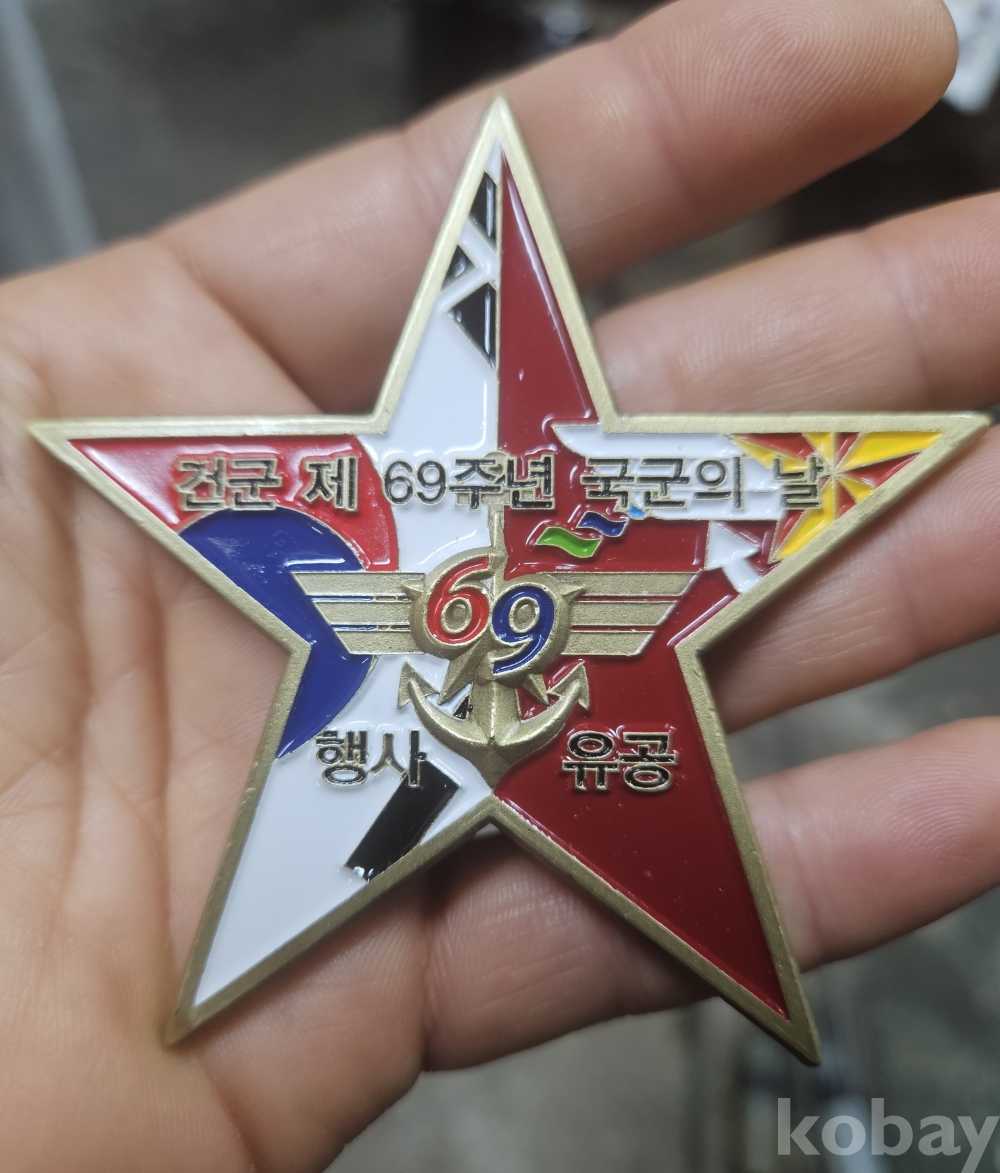 건군 제 69주년 국군의 날
69
행사 유공
kobay